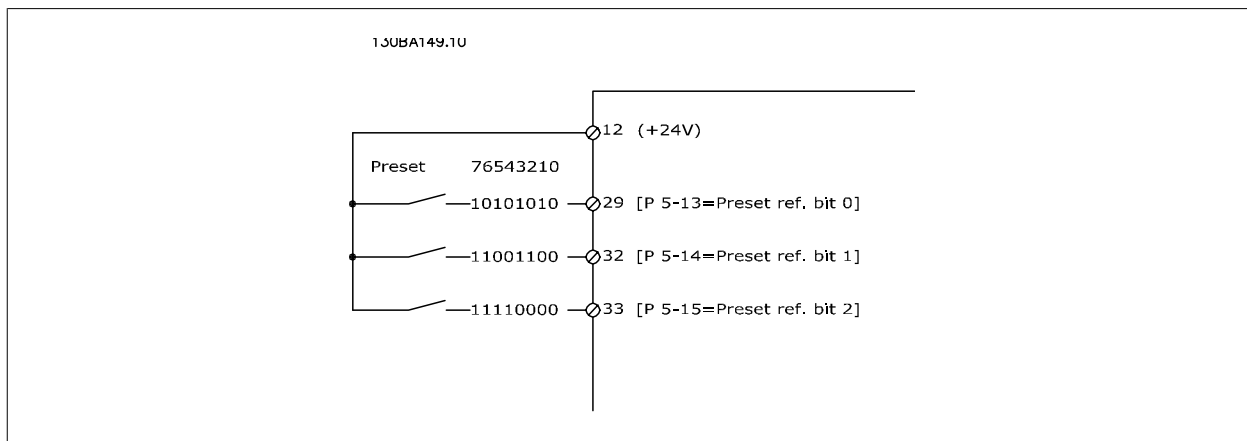 130BA149.10
12 (+24V)
Preset 76543210
10101010 29 [P 5-13=Preset ref. bit 0]
11001100 32 [P 5-14=Preset ref. bit 1]
11110000 33 [P 5-15=Preset ref. bit 2]